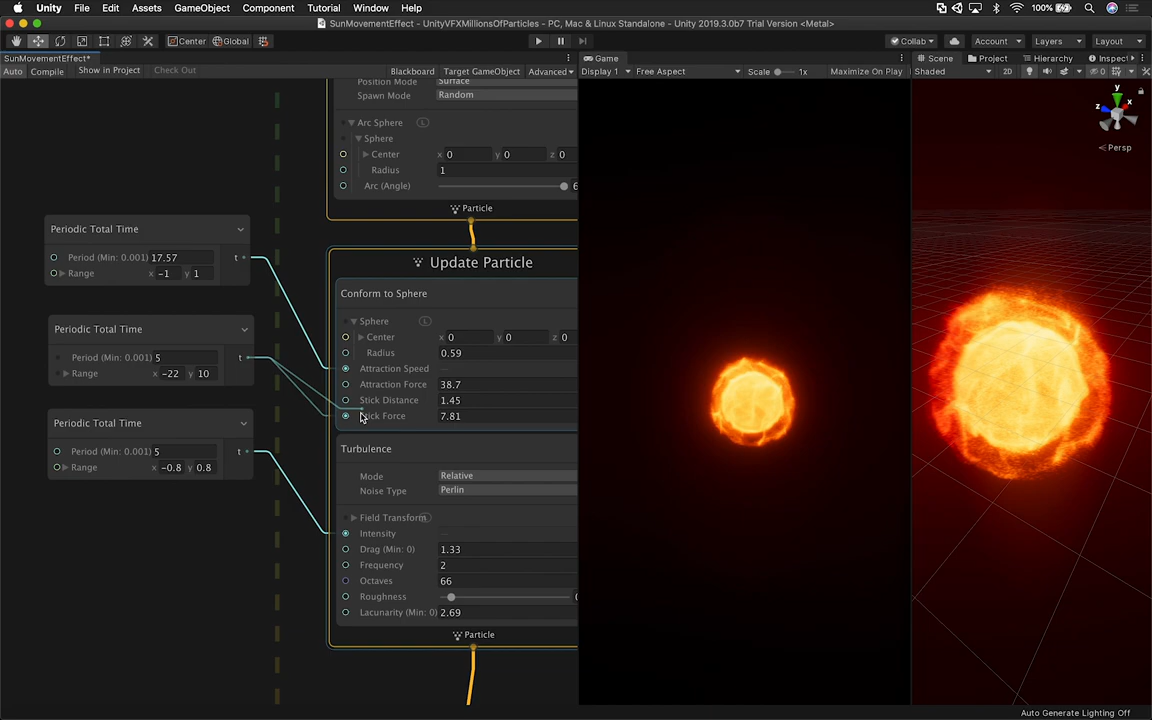 Unity File Edit Assets GameObject Component Tutorial Window Help 100%
SunMovementEffect - UnityVFXMillionsOfParticles - PC, Mac & Linux Standalone - Unity 2019.3.0b7 Trial Version <Metal>
Center Global Collab Account Layers Layout
SunMovementEffect* Game Scene Project Hierarchy Inspect
Auto Compile Show in Project Check Out Blackboard Target GameObject Advanced Display 1 Free Aspect Scale 1x Maximize On Play Shaded 2D 0
Position Mode Surface
Spawn Mode Random
Arc Sphere L
Sphere
Center x 0 y 0 z 0
Radius 1
Arc (Angle) 6
Particle
Periodic Total Time
Period (Min: 0.001) 17.57 t
Range x -1 y 1
Periodic Total Time
Period (Min: 0.001) 5 t
Range x -22 y 10
Periodic Total Time
Period (Min: 0.001) 5 t
Range x -0.8 y 0.8
Update Particle
Conform to Sphere
Sphere L
Center x 0 y 0 z 0
Radius 0.59
Attraction Speed
Attraction Force 38.7
Stick Distance 1.45
Stick Force 7.81
Turbulence
Mode Relative
Noise Type Perlin
Field Transform
Intensity
Drag (Min: 0) 1.33
Frequency 2
Octaves 66
Roughness 0
Lacunarity (Min: 0) 2.69
Particle
y
z x
Persp
Auto Generate Lighting Off